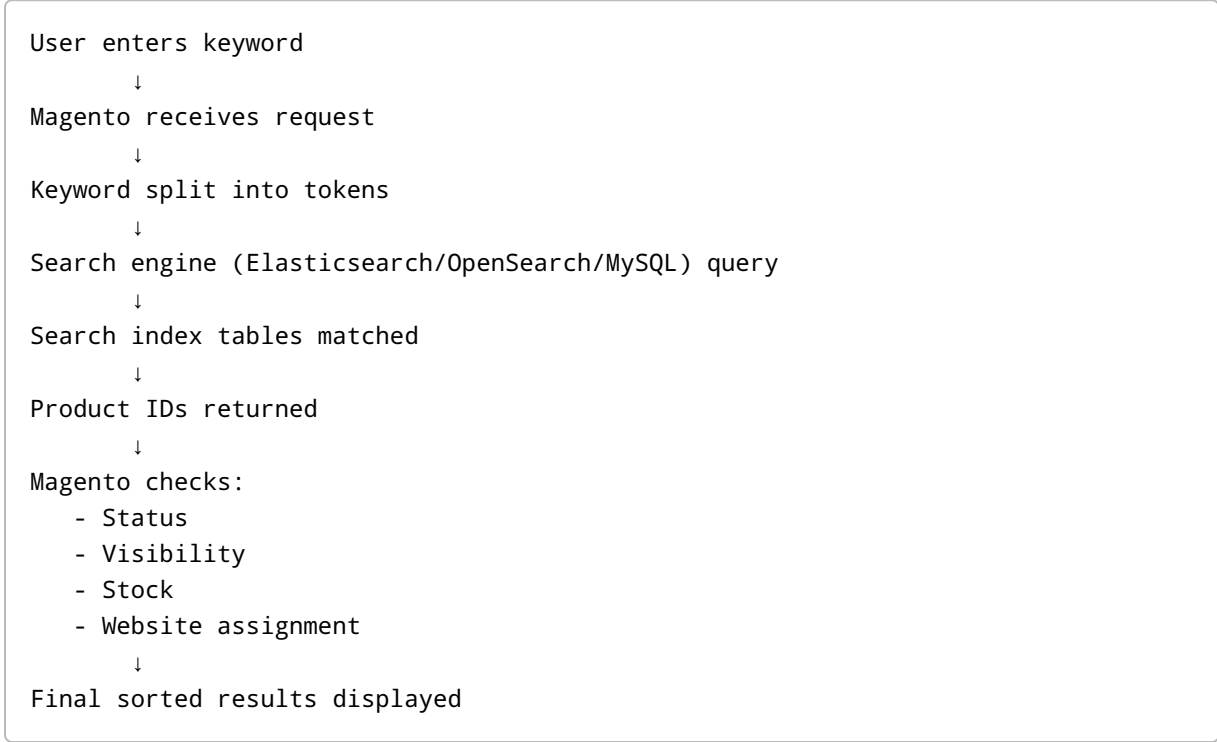 User enters keyword
↓
Magento receives request
↓
Keyword split into tokens
↓
Search engine (Elasticsearch/OpenSearch/MySQL) query
↓
Search index tables matched
↓
Product IDs returned
↓
Magento checks:
- Status
- Visibility
- Stock
- Website assignment
↓
Final sorted results displayed